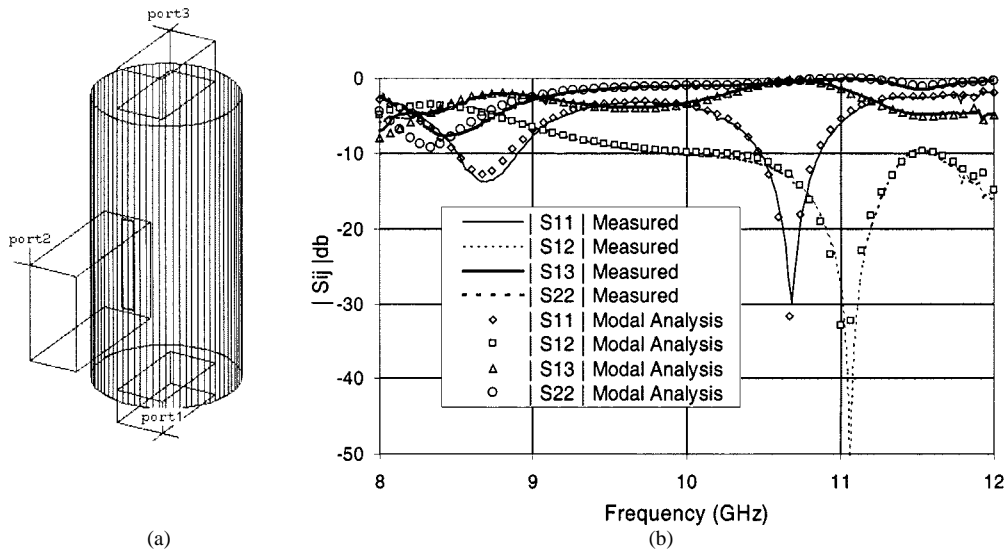 port3
port2
port1
(a)
0
-10
-20
-30
-40
-50
| Sij |db
| S11 | Measured
| S12 | Measured
| S13 | Measured
| S22 | Measured
| S11 | Modal Analysis
| S12 | Modal Analysis
| S13 | Modal Analysis
| S22 | Modal Analysis
8 9 10 11 12
Frequency (GHz)
(b)